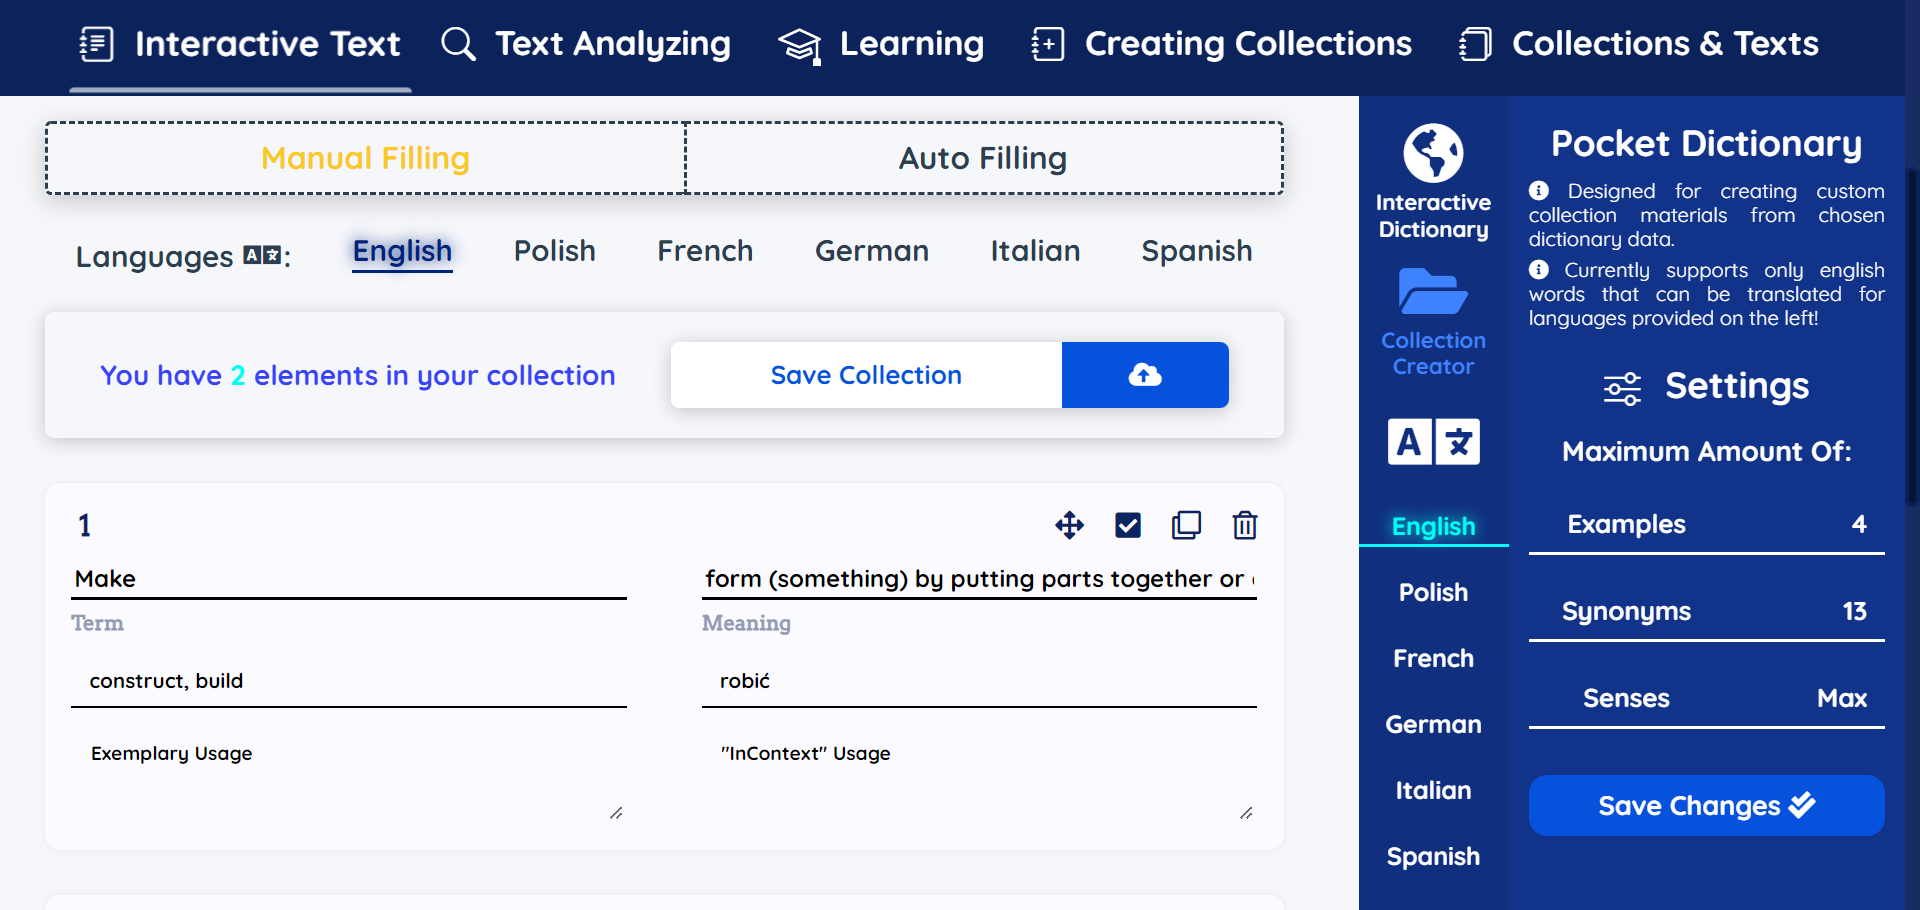 Interactive Text
Text Analyzing
Learning
Creating Collections
Collections & Texts
Manual Filling
Auto Filling
Languages A文:
English
Polish
French
German
Italian
Spanish
You have 2 elements in your collection
Save Collection
1
Make
Term
form (something) by putting parts together or
Meaning
construct, build
robić
Exemplary Usage
"InContext" Usage
Interactive
Dictionary
Collection
Creator
A文
English
Polish
French
German
Italian
Spanish
Pocket Dictionary
Designed for creating custom
collection materials from chosen
dictionary data.
Currently supports only english
words that can be translated for
languages provided on the left!
Settings
Maximum Amount Of:
Examples 4
Synonyms 13
Senses Max
Save Changes